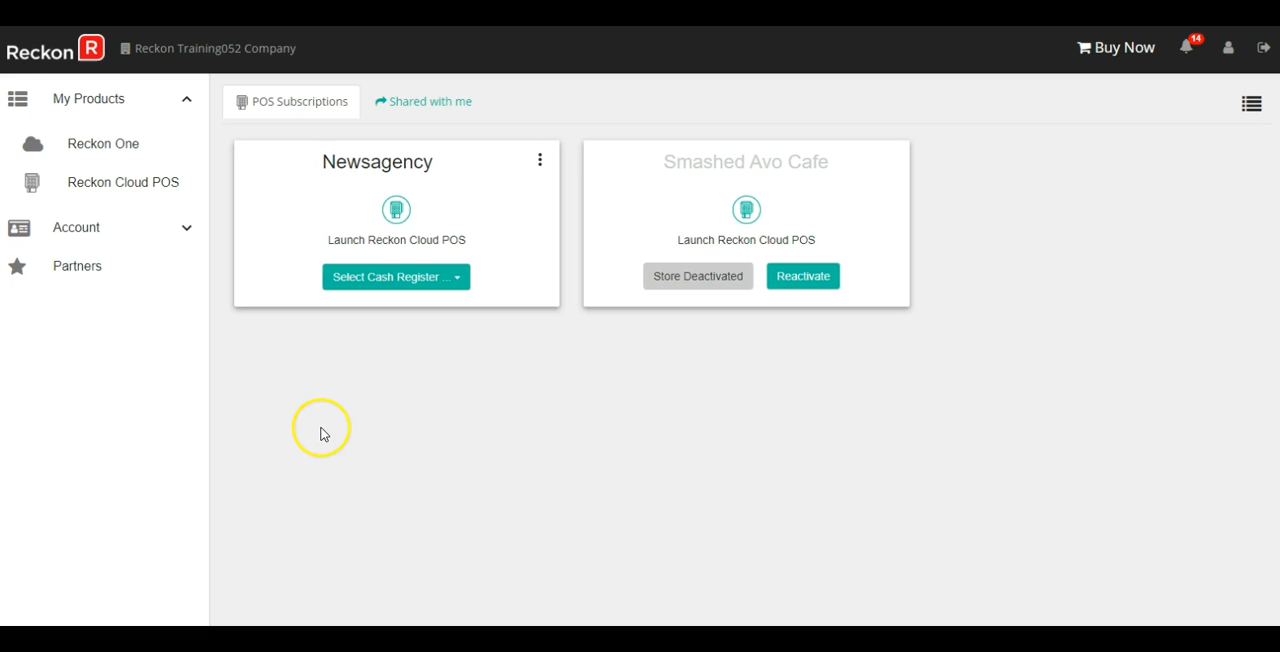 Reckon R
Reckon Training052 Company
Buy Now
14
My Products
Reckon One
Reckon Cloud POS
Account
Partners
POS Subscriptions
Shared with me
Newsagency
Launch Reckon Cloud POS
Select Cash Register ...
Smashed Avo Cafe
Launch Reckon Cloud POS
Store Deactivated
Reactivate